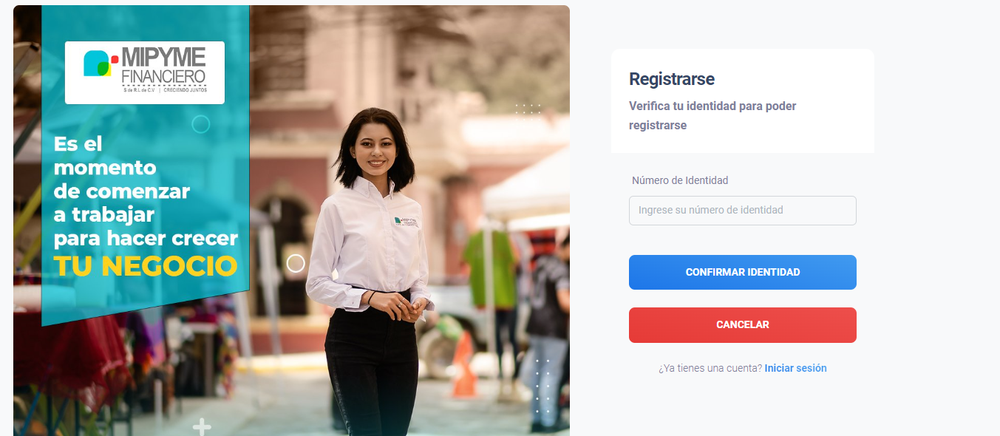 MIPYME
FINANCIERO
S de R.L de C.V | CRECIENDO JUNTOS
Es el
momento
de comenzar
a trabajar
para hacer crecer
TU NEGOCIO
Registrarse
Verifica tu identidad para poder
registrarse
Número de Identidad
Ingrese su número de identidad
CONFIRMAR IDENTIDAD
CANCELAR
¿Ya tienes una cuenta? Iniciar sesión